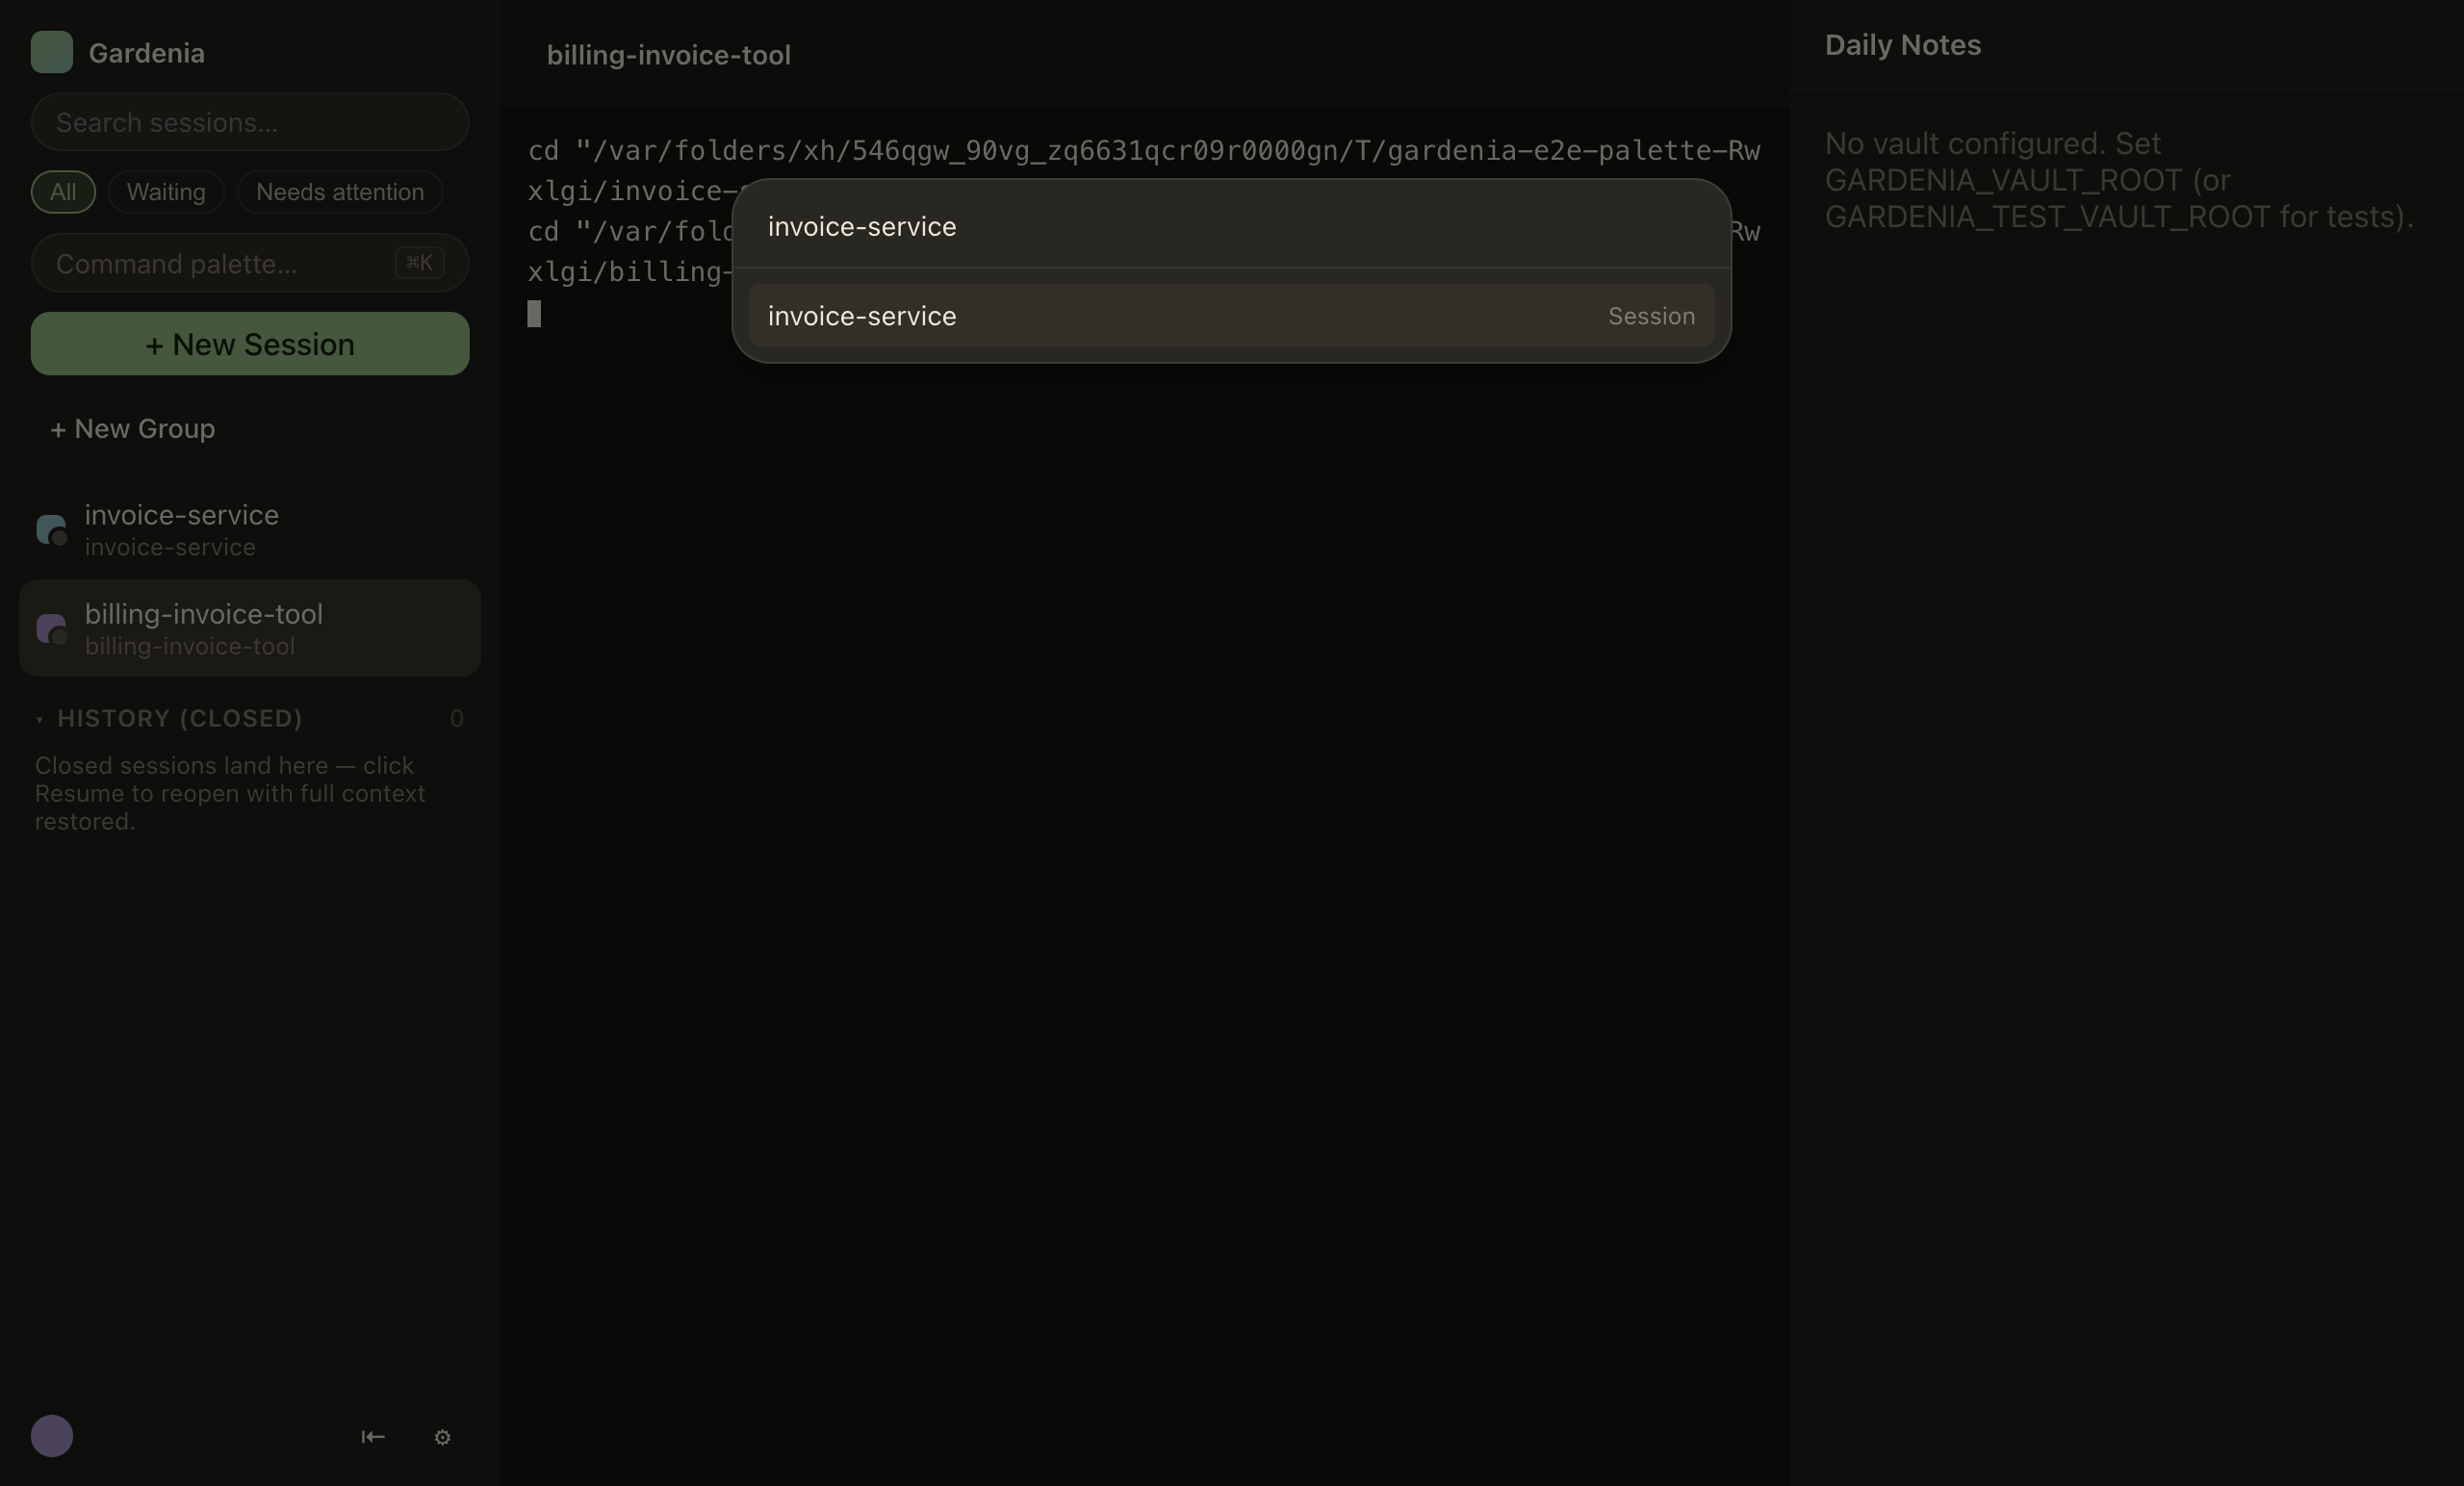 Gardenia
Search sessions...
All
Waiting
Needs attention
Command palette...
⌘K
+ New Session
+ New Group
invoice-service
invoice-service
billing-invoice-tool
billing-invoice-tool
▾ HISTORY (CLOSED) 0
Closed sessions land here — click
Resume to reopen with full context
restored.
billing-invoice-tool
cd "/var/folders/xh/546qgw_90vg_zq6631qcr09r0000gn/T/gardenia-e2e-palette-Rw
xlgi/invoice-
cd "/var/fold
Rw
xlgi/billing-
invoice-service
invoice-service
Session
Daily Notes
No vault configured. Set
GARDENIA_VAULT_ROOT (or
GARDENIA_TEST_VAULT_ROOT for tests).